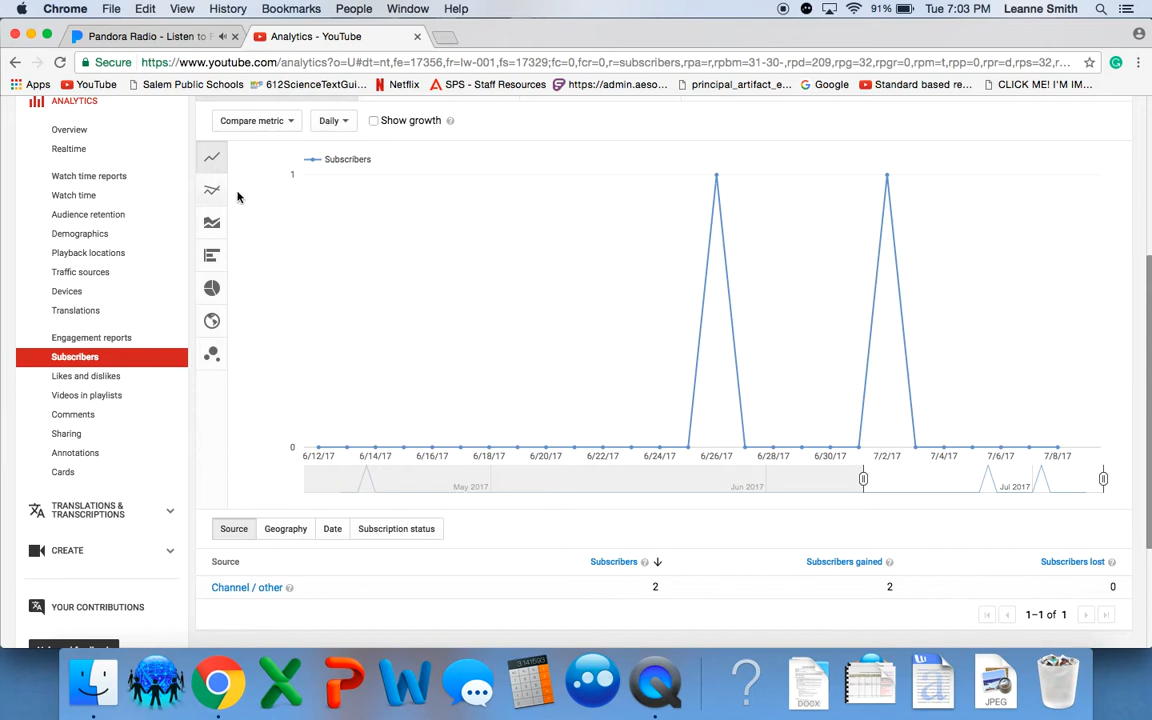 Chrome File Edit View History Bookmarks People Window Help 91% Tue 7:03 PM Leanne Smith
Pandora Radio - Listen to F Analytics - YouTube
Secure https://www.youtube.com/analytics?o=U#dt=nt,fe=17356,fr=lw-001,fs=17329;fc=0,fcr=0,r=subscribers,rpa=r,rpbm=31-30-,rpd=209,rpg=32,rpgr=0,rpm=t,rpp=0,rpr=d,rps=32,r...
Apps YouTube Salem Public Schools 612ScienceTextGui... Netflix SPS - Staff Resources https://admin.aeso... principal_artifact_e... Google Standard based re... CLICK ME! I'M IM...
ANALYTICS
Overview
Realtime
Watch time reports
Watch time
Audience retention
Demographics
Playback locations
Traffic sources
Devices
Translations
Engagement reports
Subscribers
Likes and dislikes
Videos in playlists
Comments
Sharing
Annotations
Cards
TRANSLATIONS &
TRANSCRIPTIONS
CREATE
YOUR CONTRIBUTIONS
Compare metric Daily Show growth
Subscribers
1
0
6/12/17 6/14/17 6/16/17 6/18/17 6/20/17 6/22/17 6/24/17 6/26/17 6/28/17 6/30/17 7/2/17 7/4/17 7/6/17 7/8/17
May 2017 Jun 2017 Jul 2017
Source Geography Date Subscription status
Source Subscribers Subscribers gained Subscribers lost
Channel / other 2 2 0
1–1 of 1
DOCX
JPEG